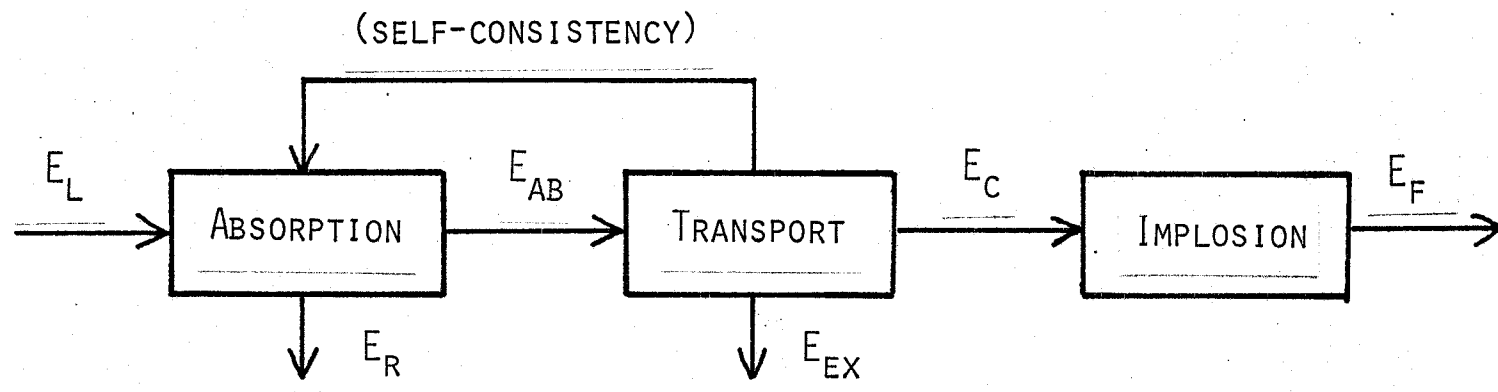 (SELF-CONSISTENCY)
E_L
ABSORPTION
E_AB
TRANSPORT
E_C
IMPLOSION
E_F
E_R
E_EX